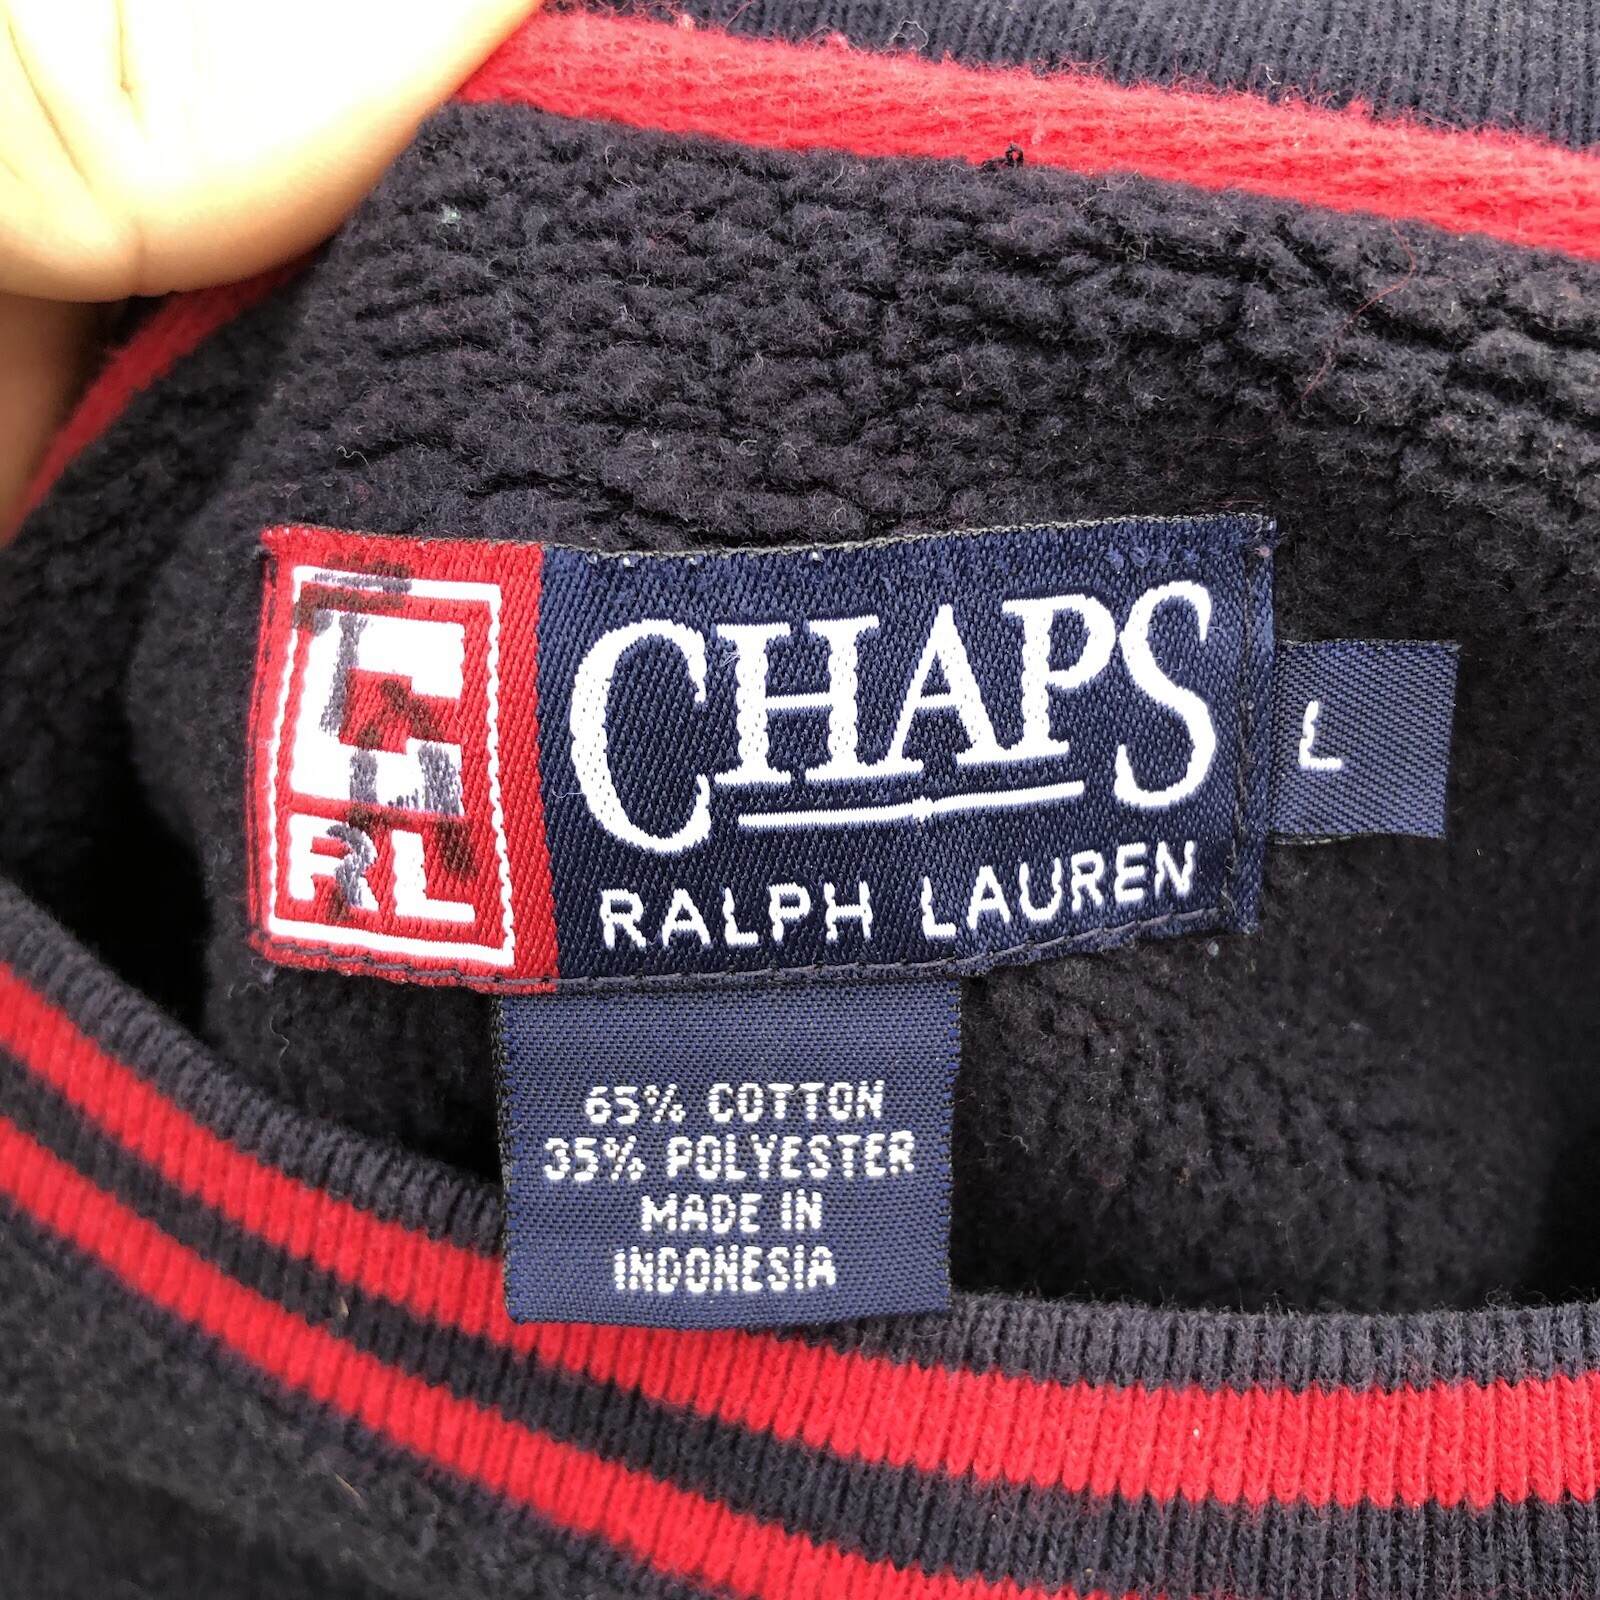 C
RL
CHAPS
RALPH LAUREN
L
65% COTTON
35% POLYESTER
MADE IN
INDONESIA